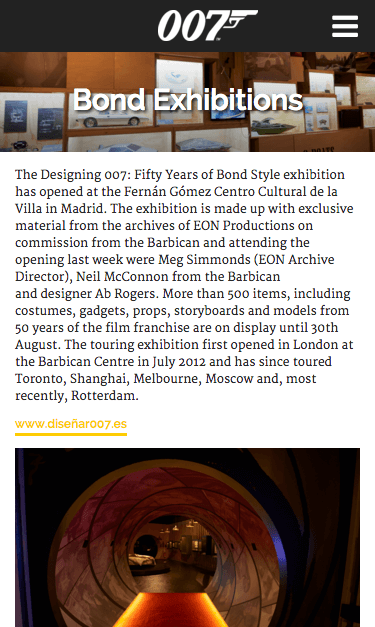 007
Bond Exhibitions
The Designing 007: Fifty Years of Bond Style exhibition
has opened at the Fernán Gómez Centro Cultural de la
Villa in Madrid. The exhibition is made up with exclusive
material from the archives of EON Productions on
commission from the Barbican and attending the
opening last week were Meg Simmonds (EON Archive
Director), Neil McConnon from the Barbican
and designer Ab Rogers. More than 500 items, including
costumes, gadgets, props, storyboards and models from
50 years of the film franchise are on display until 30th
August. The touring exhibition first opened in London at
the Barbican Centre in July 2012 and has since toured
Toronto, Shanghai, Melbourne, Moscow and, most
recently, Rotterdam.
www.diseñar007.es